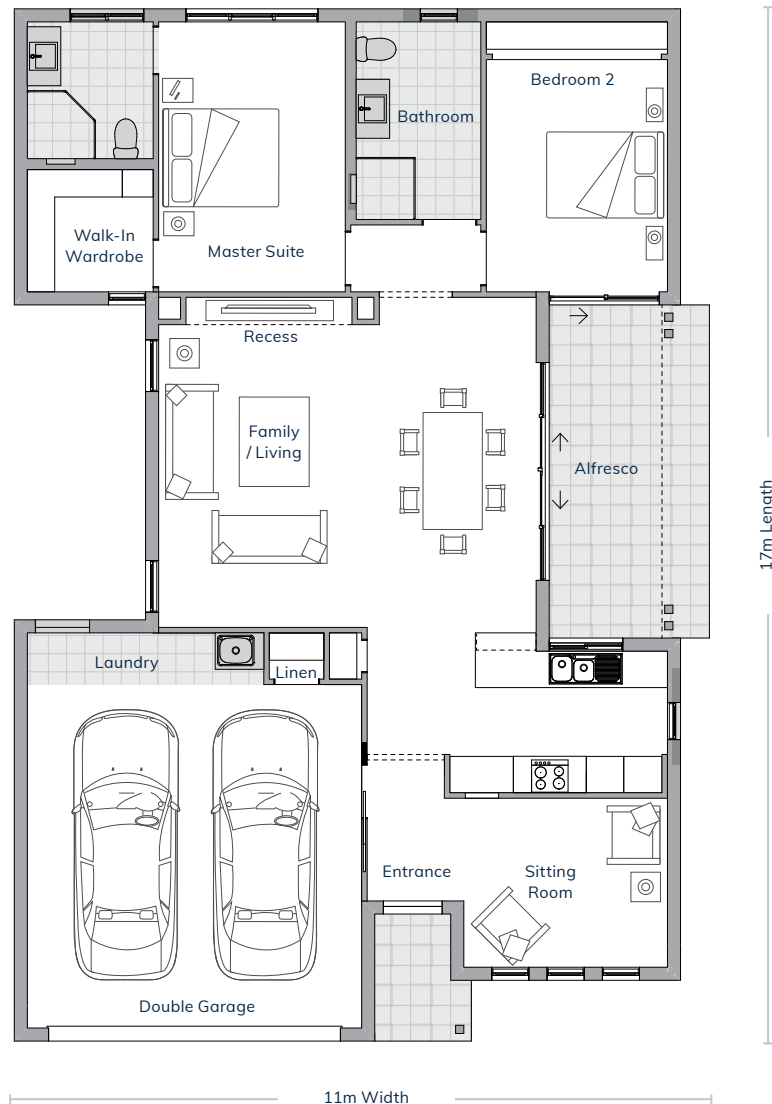 Bedroom 2
Bathroom
Walk-In
Wardrobe
Master Suite
Recess
Family
/ Living
Alfresco
17m Length
Laundry
Linen
Entrance
Sitting
Room
Double Garage
11m Width